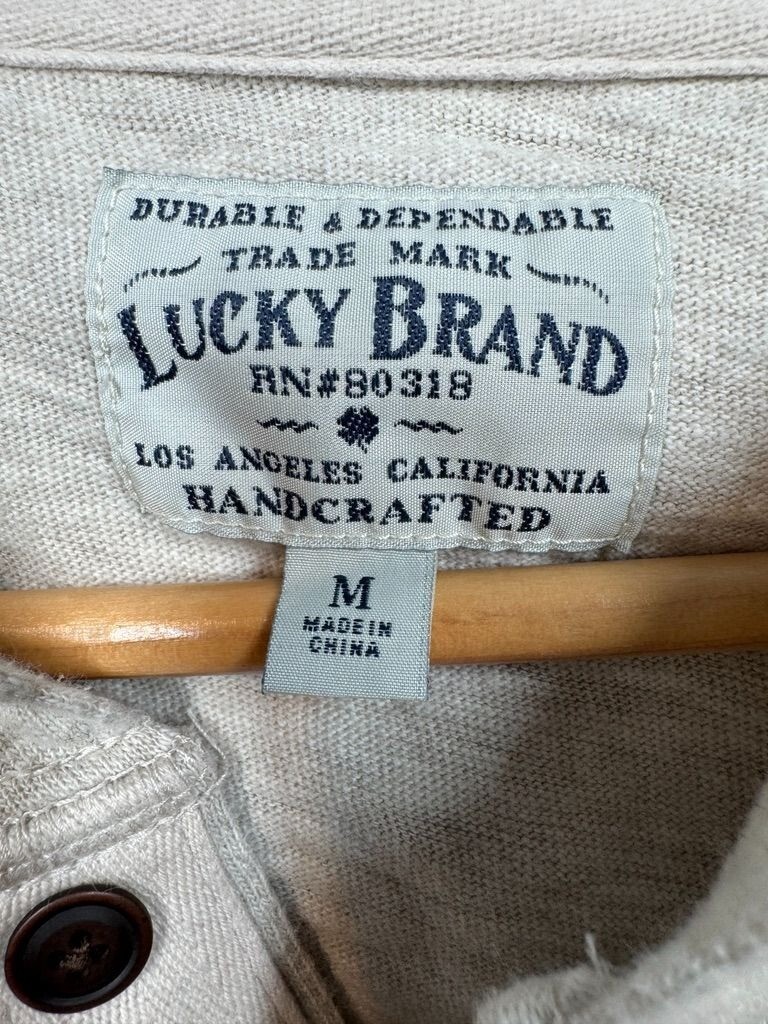 DURABLE & DEPENDABLE
TRADE MARK
LUCKY BRAND
RN#80318
LOS ANGELES CALIFORNIA
HANDCRAFTED
M
MADE IN
CHINA